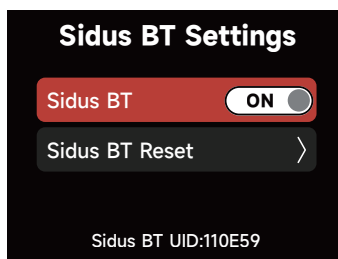 Sidus BT Settings
Sidus BT ON
Sidus BT Reset
Sidus BT UID:110E59